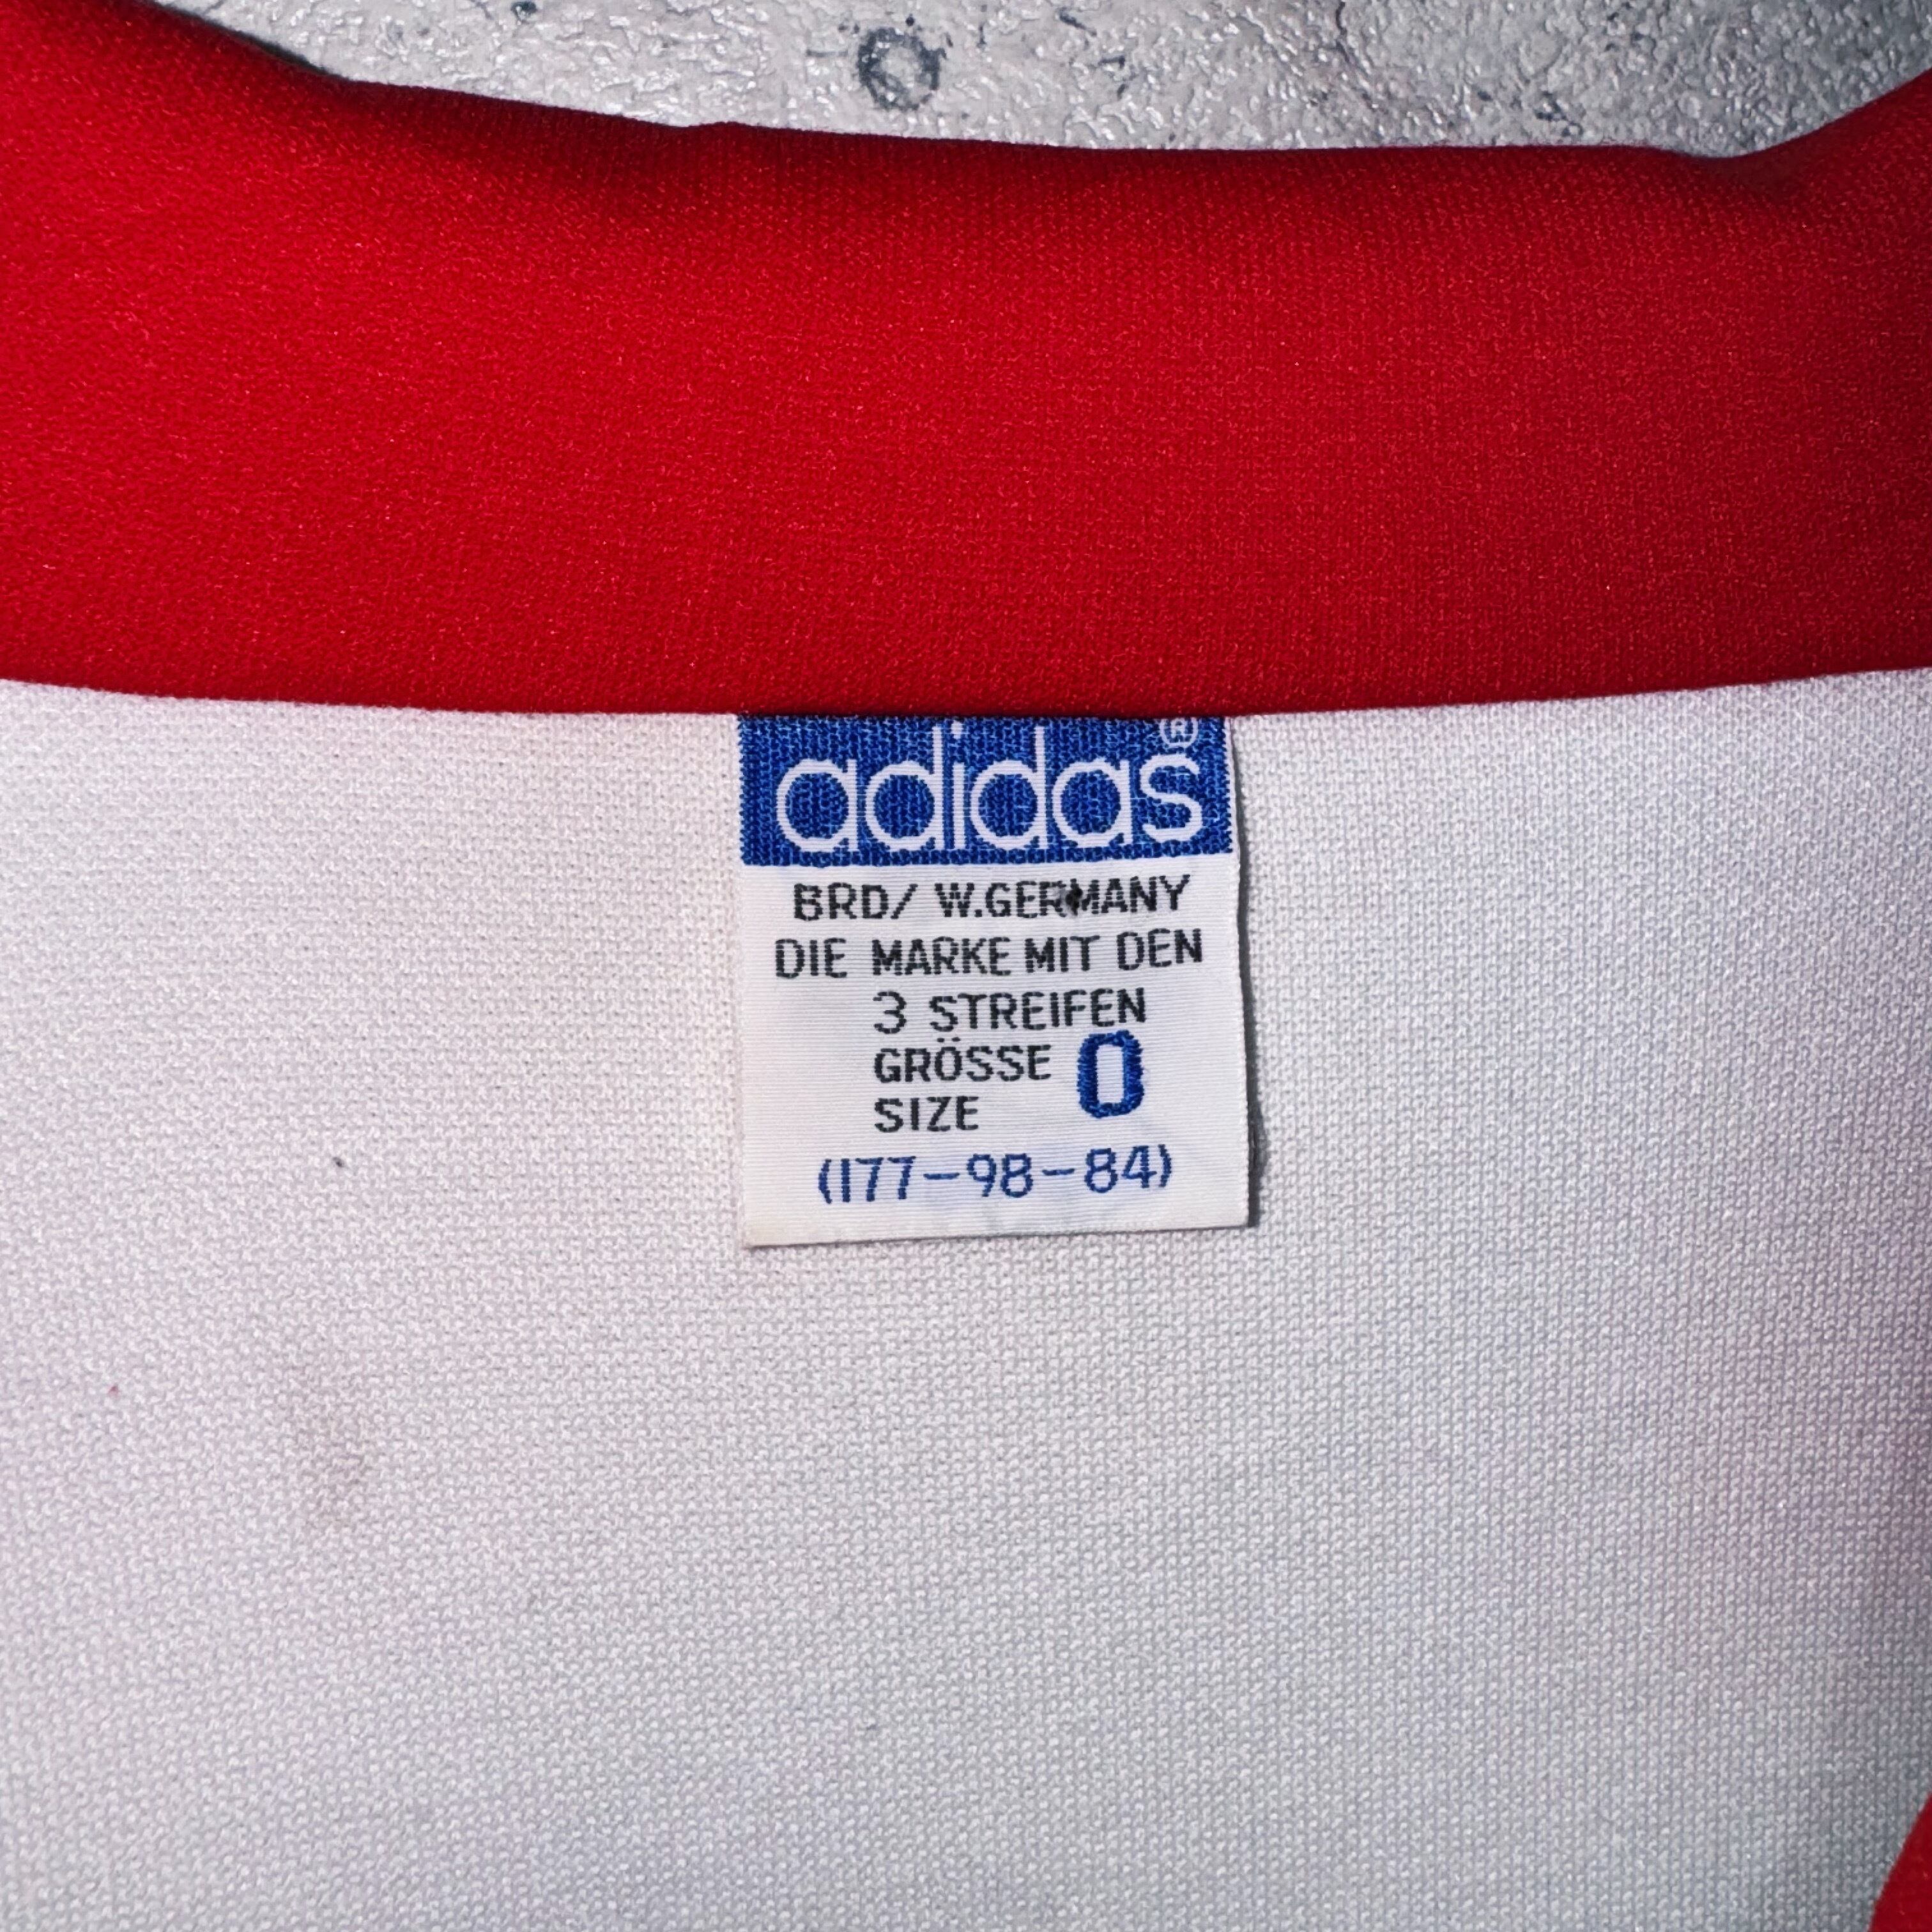 adidas®
BRD/ W.GERMANY
DIE MARKE MIT DEN
3 STREIFEN
GRÖSSE 0
SIZE
(177-98-84)